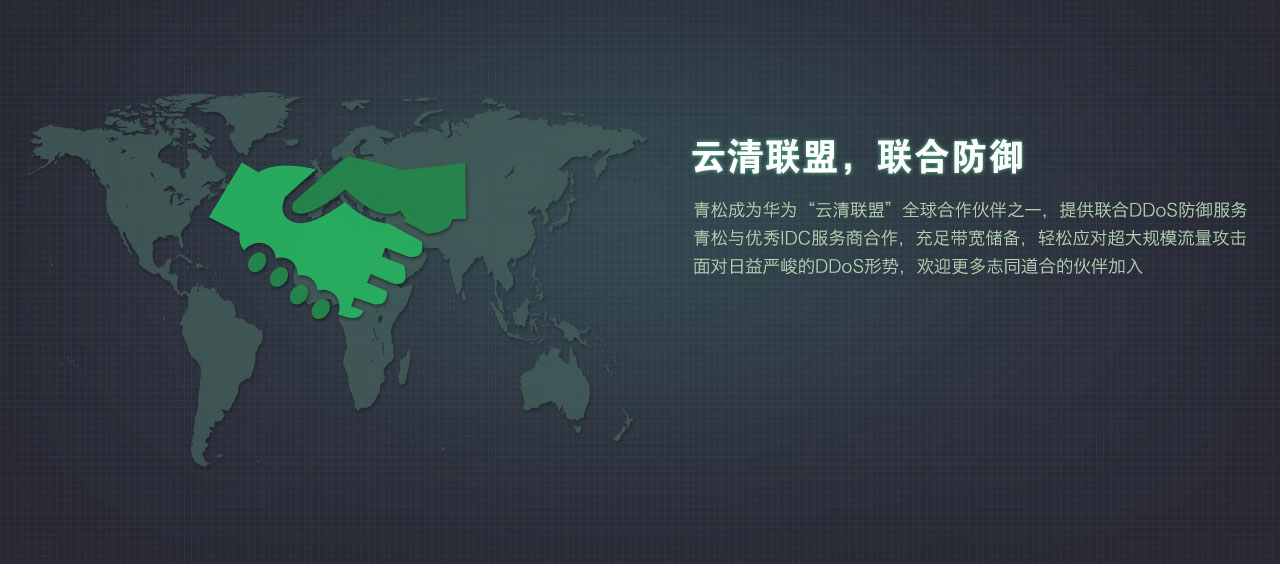 云清联盟，联合防御
青松成为华为“云清联盟”全球合作伙伴之一，提供联合DDoS防御服务
青松与优秀IDC服务商合作，充足带宽储备，轻松应对超大规模流量攻击
面对日益严峻的DDoS形势，欢迎更多志同道合的伙伴加入